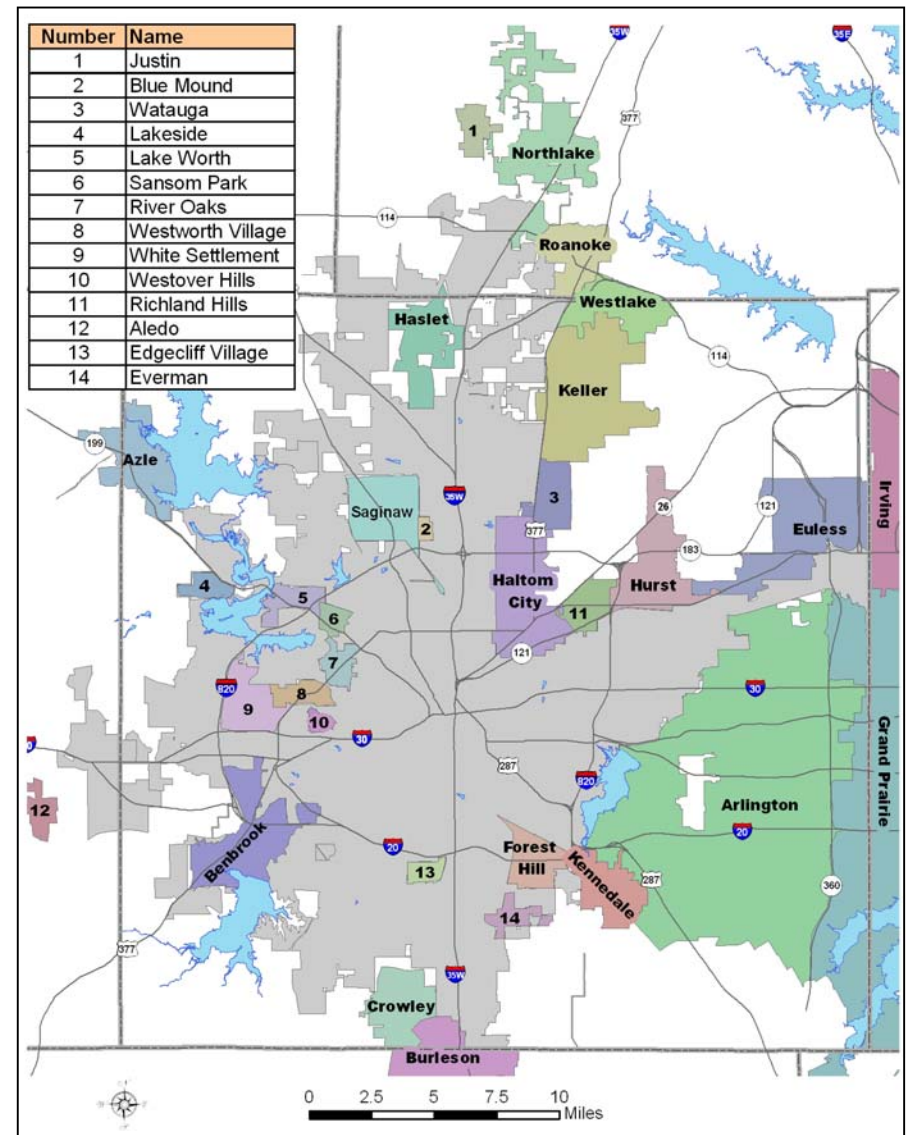 Number Name
1 Justin
2 Blue Mound
3 Watauga
4 Lakeside
5 Lake Worth
6 Sansom Park
7 River Oaks
8 Westworth Village
9 White Settlement
10 Westover Hills
11 Richland Hills
12 Aledo
13 Edgecliff Village
14 Everman
35W
35E
377
1
Northlake
114
Roanoke
Westlake
Haslet
114
Keller
199
Azle
Saginaw
2
35W
3
377
26
121
Euless
Irving
183
4
5
6
Haltom
City
Hurst
11
7
121
820
8
9
10
30
30
287
820
Grand Prairie
12
Arlington
20
Benbrook
20
13
Forest
Hill
Kennedale
287
360
14
377
35W
Crowley
Burleson
0 2.5 5 7.5 10
Miles